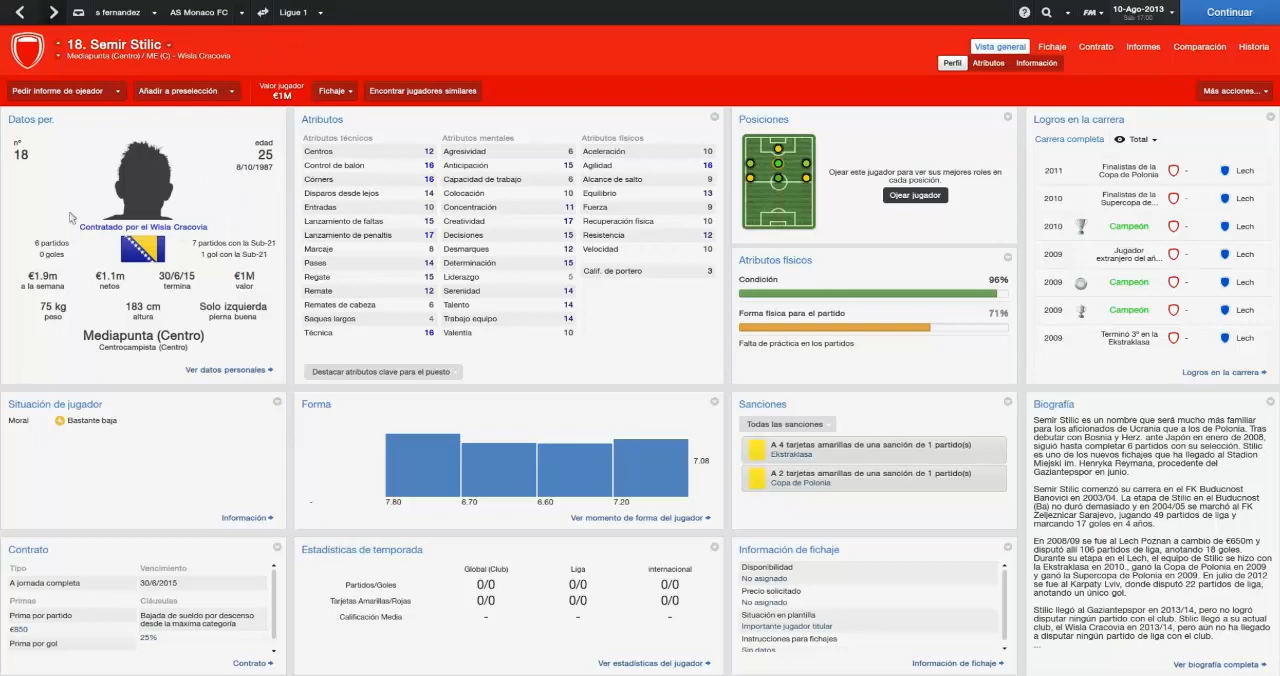 s fernandez
AS Monaco FC
Ligue 1
FM
10-Ago-2013
Sáb 17:00
Continuar
18. Semir Stilic
Mediapunta (Centro) / ME (C) - Wisla Cracovia
Vista general
Fichaje
Contrato
Informes
Comparación
Historia
Perfil
Atributos
Información
Pedir informe de ojeador
Añadir a preselección
Valor jugador
€1M
Fichaje
Encontrar jugadores similares
Más acciones...
Datos per.
nº
18
edad
25
8/10/1987
Contratado por el Wisla Cracovia
6 partidos
0 goles
7 partidos con la Sub-21
1 gol con la Sub-21
€1.9m
a la semana
€1.1m
netos
30/6/15
termina
€1M
valor
75 kg
peso
183 cm
altura
Solo izquierda
pierna buena
Mediapunta (Centro)
Centrocampista (Centro)
Ver datos personales
Atributos
Atributos técnicos
Centros 12
Control de balón 16
Córners 16
Disparos desde lejos 14
Entradas 10
Lanzamiento de faltas 15
Lanzamiento de penaltis 17
Marcaje 8
Pases 14
Regate 15
Remate 12
Remates de cabeza 6
Saques largos 4
Técnica 16
Atributos mentales
Agresividad 6
Anticipación 15
Capacidad de trabajo 6
Colocación 10
Concentración 11
Creatividad 17
Decisiones 15
Desmarques 12
Determinación 15
Liderazgo 5
Serenidad 14
Talento 14
Trabajo equipo 14
Valentía 10
Atributos físicos
Aceleración 10
Agilidad 16
Alcance de salto 9
Equilibrio 13
Fuerza 9
Recuperación física 10
Resistencia 12
Velocidad 10
Calif. de portero 3
Destacar atributos clave para el puesto
Posiciones
Ojear este jugador para ver sus mejores roles en
cada posición.
Ojear jugador
Atributos físicos
Condición 96%
Forma física para el partido 71%
Falta de práctica en los partidos
Logros en la carrera
Carrera completa
Total
2011 Finalistas de la
Copa de Polonia - Lech
2010 Finalistas de la
Supercopa de... - Lech
2010 Campeón - Lech
2009 Jugador
extranjero del añ... - Lech
2009 Campeón - Lech
2009 Campeón - Lech
2009 Terminó 3º en la
Ekstraklasa - Lech
Logros en la carrera
Situación de jugador
Moral Bastante baja
Información
Forma
7.08
- 7.80 6.70 6.60 7.20
Ver momento de forma del jugador
Sanciones
Todas las sanciones
A 4 tarjetas amarillas de una sanción de 1 partido(s)
Ekstraklasa
A 2 tarjetas amarillas de una sanción de 1 partido(s)
Copa de Polonia
Biografía
Semir Stilic es un nombre que será mucho más familiar
para los aficionados de Ucrania que a los de Polonia. Tras
debutar con Bosnia y Herz. ante Japón en enero de 2008,
siguió hasta completar 6 partidos con su selección. Stilic
es uno de los nuevos fichajes que ha llegado al Stadion
Miejski im. Henryka Reymana, procedente del
Gaziantepspor en junio.
Semir Stilic comenzó su carrera en el FK Buducnost
Banovici en 2003/04. La etapa de Stilic en el Buducnost
(Ba) no duró demasiado y en 2004/05 se marchó al FK
Zeljeznicar Sarajevo, jugando 49 partidos de liga y
marcando 17 goles en 4 años.
En 2008/09 se fue al Lech Poznan a cambio de €650m y
disputó allí 106 partidos de liga, anotando 18 goles.
Durante su etapa en el Lech, el equipo de Stilic se hizo con
la Ekstraklasa en 2010., ganó la Copa de Polonia en 2009
y ganó la Supercopa de Polonia en 2009. En julio de 2012
se fue al Karpaty Lviv, donde disputó 22 partidos de liga,
anotando un único gol.
Stilic llegó al Gaziantepspor en 2013/14, pero no logró
disputar ningún partido con el club. Stilic llegó a su actual
club, el Wisla Cracovia en 2013/14, pero aún no ha llegado
a disputar ningún partido de liga con el club.
...
Ver biografía completa
Contrato
Tipo
A jornada completa
Vencimiento
30/6/2015
Primas
Prima por partido
€850
Prima por gol
Cláusulas
Bajada de sueldo por descenso
desde la máxima categoría
25%
Contrato
Estadísticas de temporada
Global (Club) Liga internacional
Partidos/Goles 0/0 0/0 0/0
Tarjetas Amarillas/Rojas 0/0 0/0 0/0
Calificación Media - - -
Ver estadísticas del jugador
Información de fichaje
Disponibilidad
No asignado
Precio solicitado
No asignado
Situación en plantilla
Importante jugador titular
Instrucciones para fichajes
Sin datos
Información de fichaje